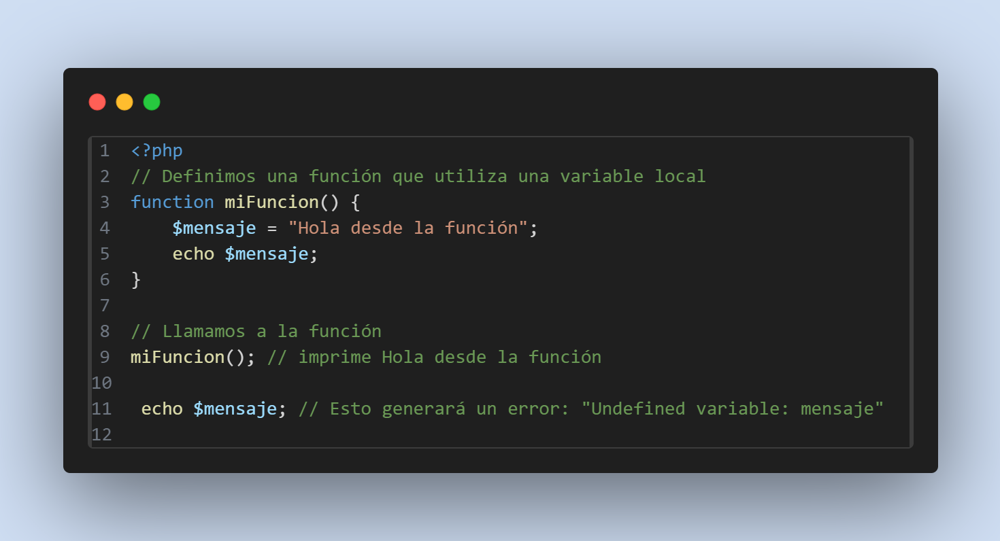 1 <?php
2 // Definimos una función que utiliza una variable local
3 function miFuncion() {
4     $mensaje = "Hola desde la función";
5     echo $mensaje;
6 }
7
8 // Llamamos a la función
9 miFuncion(); // imprime Hola desde la función
10
11  echo $mensaje; // Esto generará un error: "Undefined variable: mensaje"
12